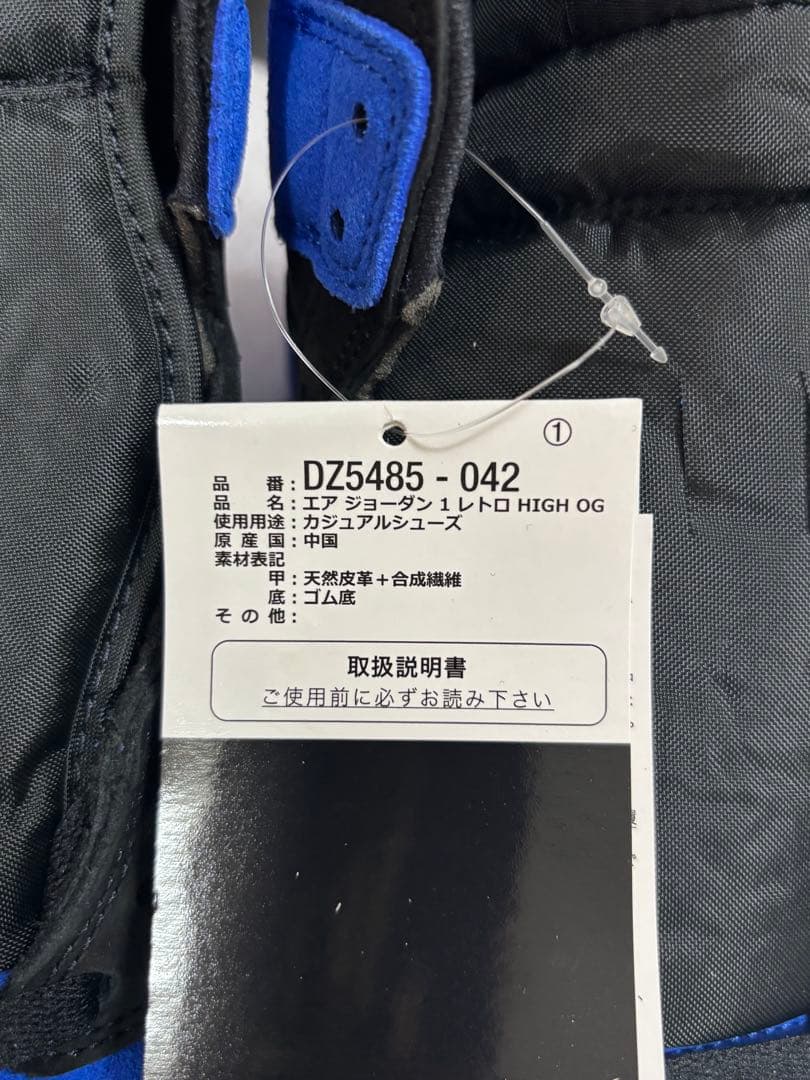 ①
品 番：DZ5485 - 042
品 名：エア ジョーダン 1 レトロ HIGH OG
使用用途：カジュアルシューズ
原 産 国：中国
素材表記
甲：天然皮革＋合成繊維
底：ゴム底
そ の 他：
取扱説明書
ご使用前に必ずお読み下さい